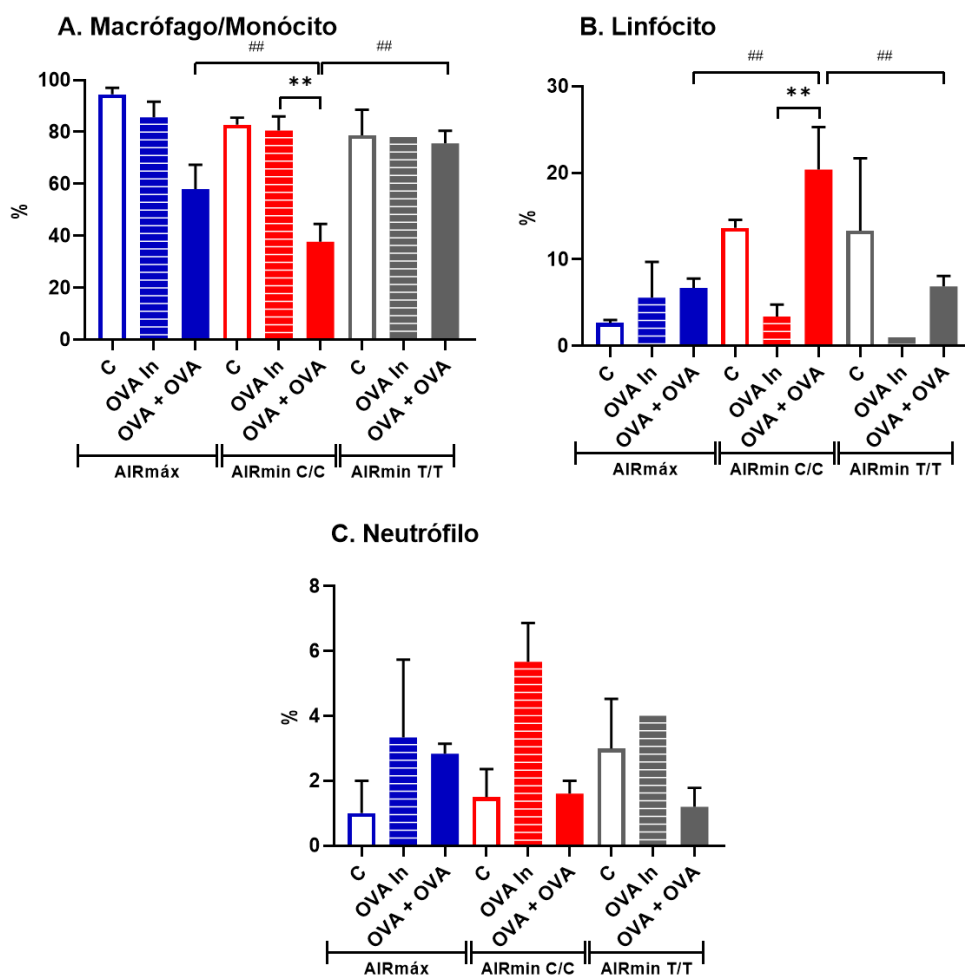 A. Macrófago/Monócito
##
##
**
100
80
60
40
20
0
%
C
OVA In
OVA + OVA
C
OVA In
OVA + OVA
C
OVA In
OVA + OVA
AIRmáx
AIRmin C/C
AIRmin T/T
B. Linfócito
##
##
**
30
20
10
0
%
C
OVA In
OVA + OVA
C
OVA In
OVA + OVA
C
OVA In
OVA + OVA
AIRmáx
AIRmin C/C
AIRmin T/T
C. Neutrófilo
8
6
4
2
0
%
C
OVA In
OVA + OVA
C
OVA In
OVA + OVA
C
OVA In
OVA + OVA
AIRmáx
AIRmin C/C
AIRmin T/T